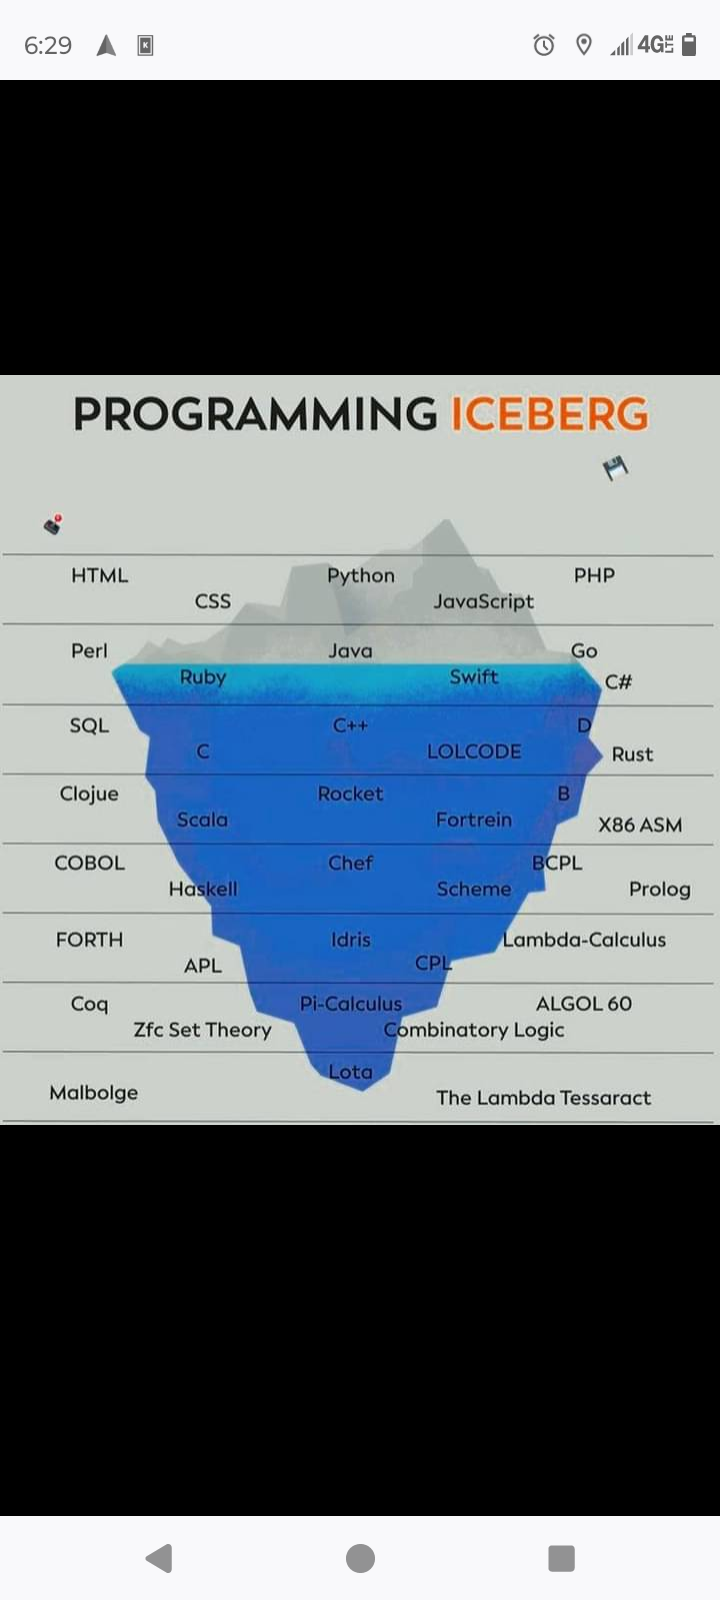 6:29 4G LTE
PROGRAMMING ICEBERG
HTML Python PHP
CSS JavaScript
Perl Java Go
Ruby Swift C#
SQL C++ D
C LOLCODE Rust
Clojue Rocket B
Scala Fortrein X86 ASM
COBOL Chef BCPL
Haskell Scheme Prolog
FORTH Idris Lambda-Calculus
APL CPL
Coq Pi-Calculus ALGOL 60
Zfc Set Theory Combinatory Logic
Lota
Malbolge The Lambda Tessaract